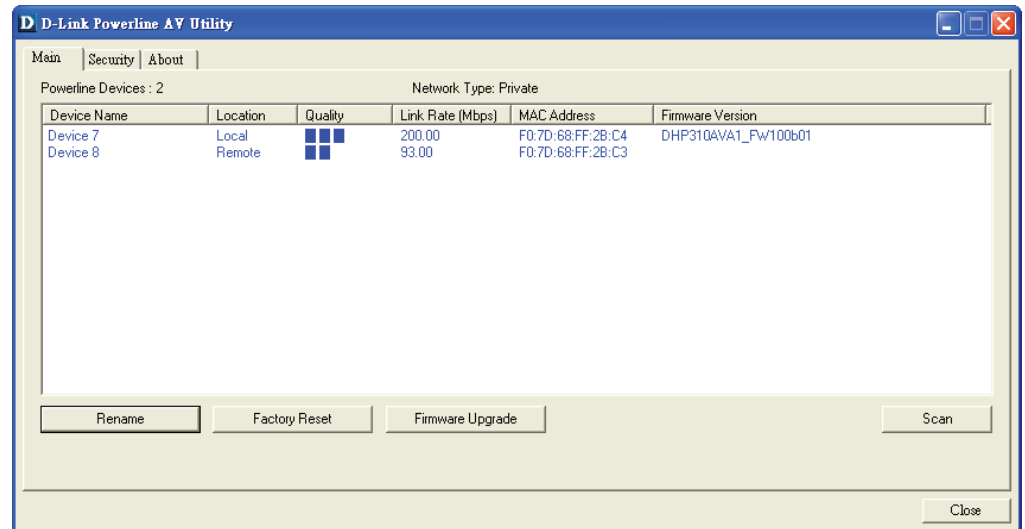 D D-Link Powerline AV Utility
Main Security About
Powerline Devices : 2 Network Type: Private
Device Name Location Quality Link Rate (Mbps) MAC Address Firmware Version
Device 7 Local 200.00 F0:7D:68:FF:2B:C4 DHP310AVA1_FW100b01
Device 8 Remote 93.00 F0:7D:68:FF:2B:C3
Rename Factory Reset Firmware Upgrade Scan
Close